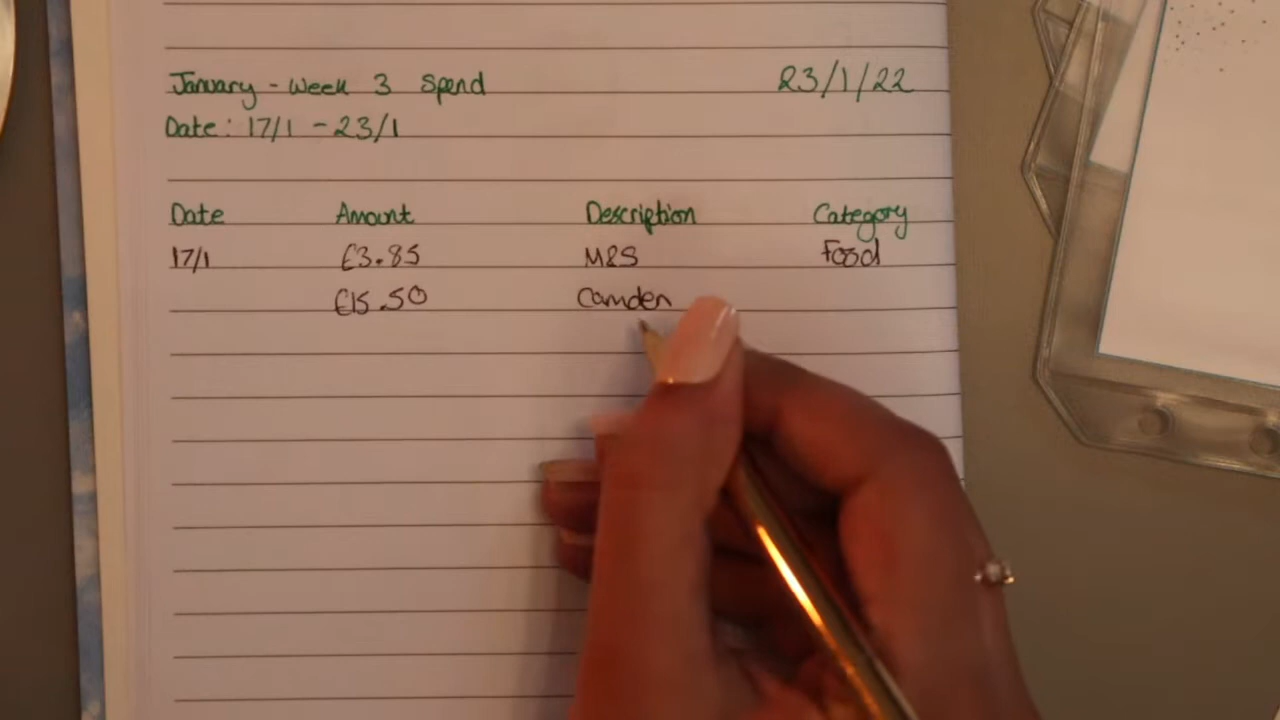 January - Week 3 Spend 23/1/22
Date: 17/1 - 23/1
Date Amount Description Category
17/1 £3.85 M&S Food
£15.50 Camden